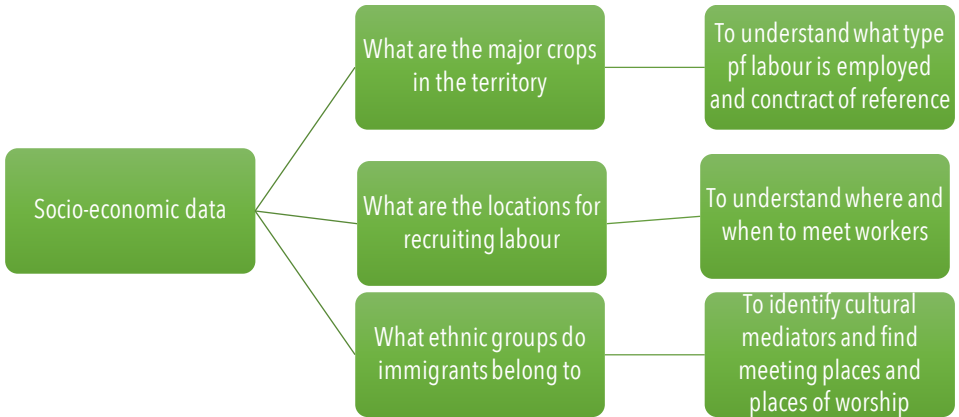 Socio-economic data
What are the major crops
in the territory
To understand what type
pf labour is employed
and conctract of reference
What are the locations for
recruiting labour
To understand where and
when to meet workers
What ethnic groups do
immigrants belong to
To identify cultural
mediators and find
meeting places and
places of worship